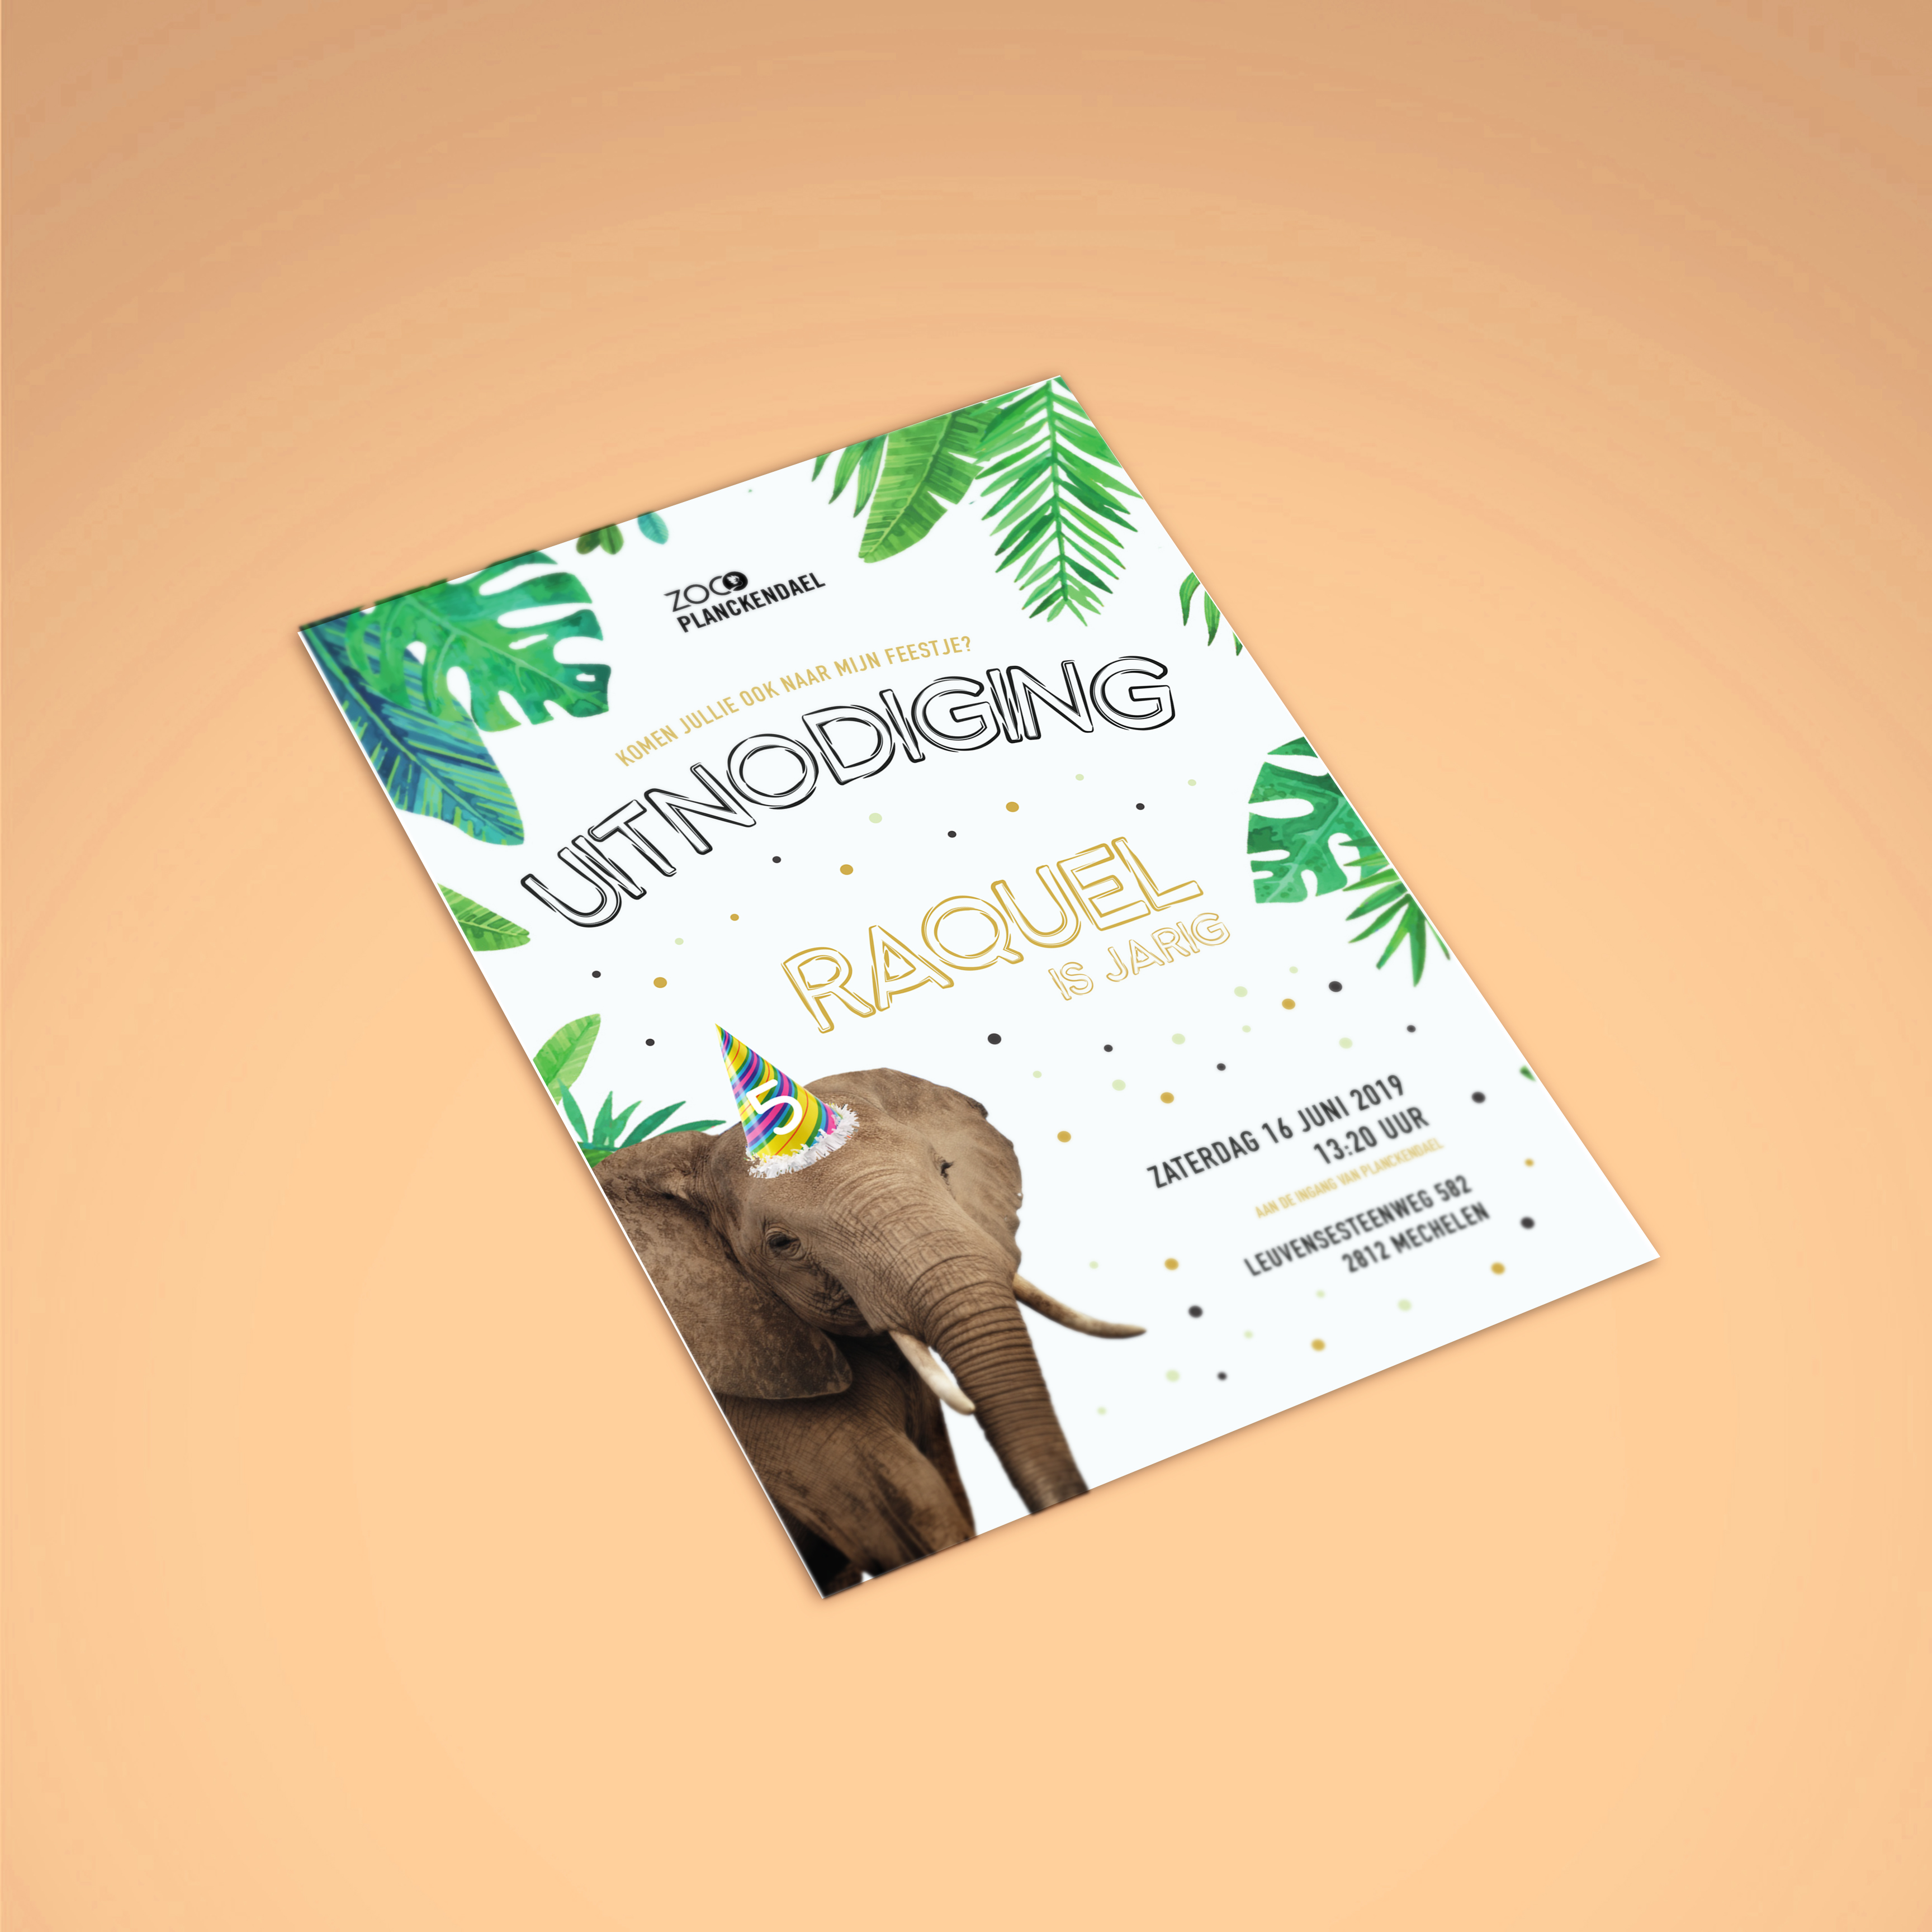 ZOO
PLANCKENDAEL
KOMEN JULLIE OOK NAAR MIJN FEESTJE?
UITNODIGING
RAQUEL
IS JARIG
5
ZATERDAG 16 JUNI 2019
13:20 UUR
AAN DE INGANG VAN PLANCKENDAEL
LEUVENSESTEENWEG 582
2812 MECHELEN